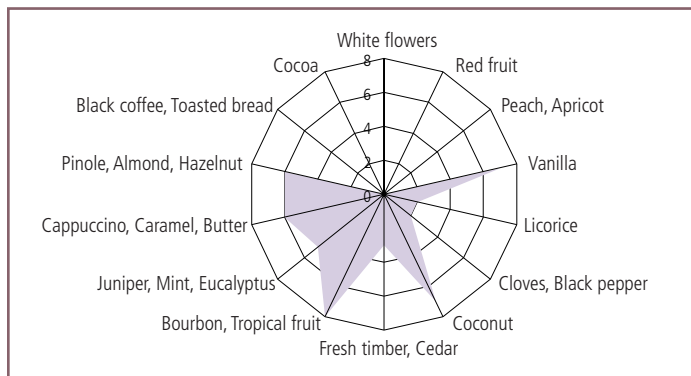 White flowers
Cocoa
Red fruit
Black coffee, Toasted bread
Peach, Apricot
Pinole, Almond, Hazelnut
Vanilla
Cappuccino, Caramel, Butter
Licorice
Juniper, Mint, Eucalyptus
Cloves, Black pepper
Bourbon, Tropical fruit
Coconut
Fresh timber, Cedar
8
6
4
2
0